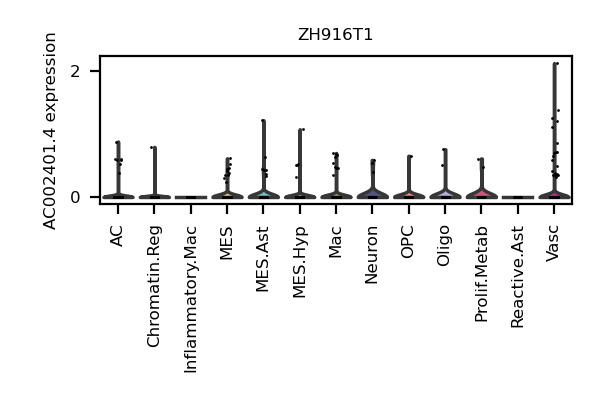 ZH916T1
AC002401.4 expression
2
0
AC
Chromatin.Reg
Inflammatory.Mac
MES
MES.Ast
MES.Hyp
Mac
Neuron
OPC
Oligo
Prolif.Metab
Reactive.Ast
Vasc